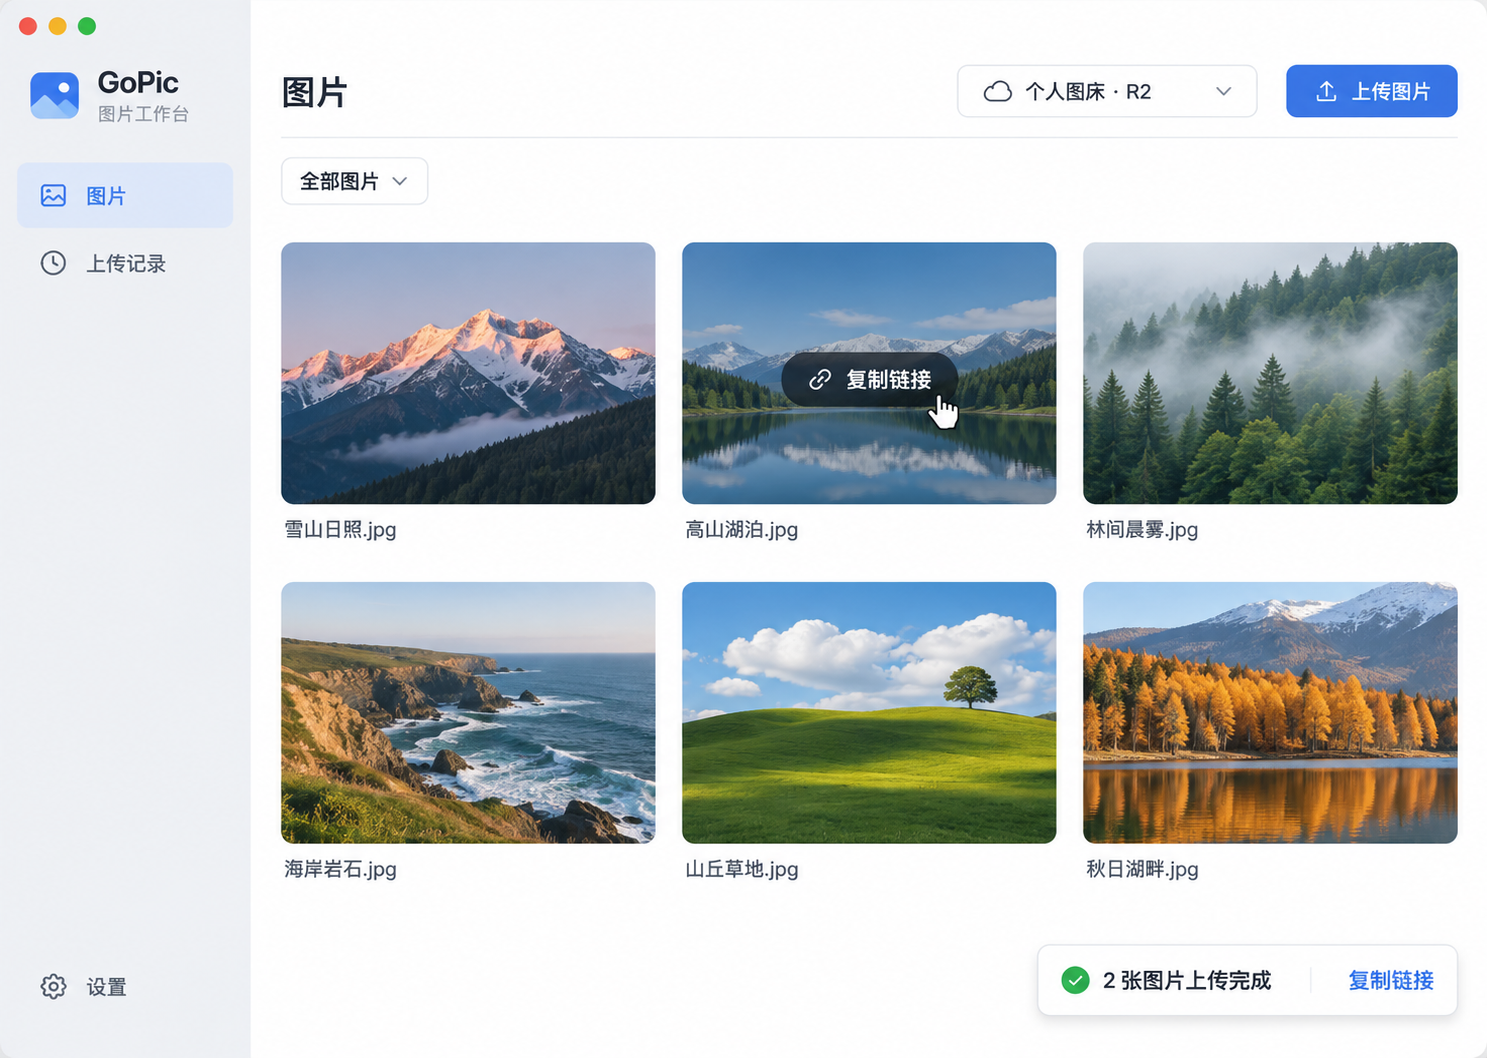 GoPic
图片工作台
图片
上传记录
设置
图片
个人图床 · R2
上传图片
全部图片
复制链接
雪山日照.jpg
高山湖泊.jpg
林间晨雾.jpg
海岸岩石.jpg
山丘草地.jpg
秋日湖畔.jpg
2 张图片上传完成
复制链接